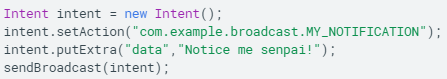 Intent intent = new Intent();
intent.setAction("com.example.broadcast.MY_NOTIFICATION");
intent.putExtra("data","Notice me senpai!");
sendBroadcast(intent);